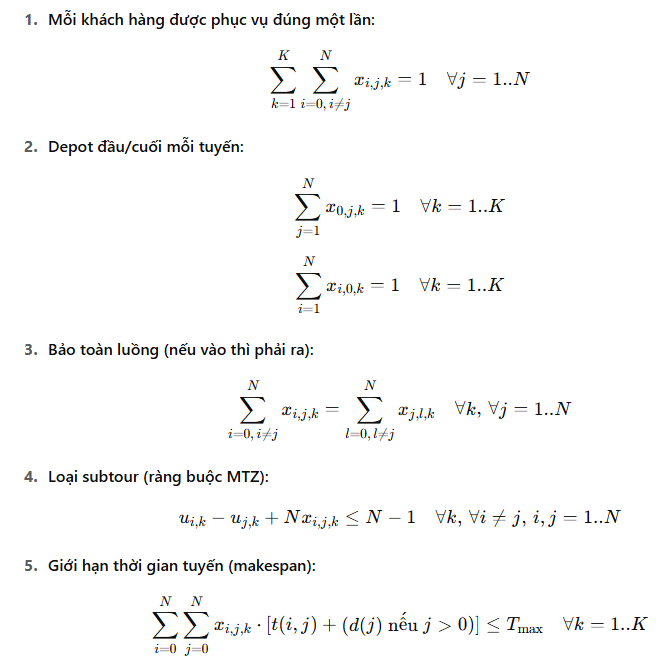 1. Mỗi khách hàng được phục vụ đúng một lần:
$$\sum_{k=1}^{K} \sum_{i=0, i \neq j}^{N} x_{i,j,k} = 1 \quad \forall j = 1..N$$
2. Depot đầu/cuối mỗi tuyến:
$$\sum_{j=1}^{N} x_{0,j,k} = 1 \quad \forall k = 1..K$$
$$\sum_{i=1}^{N} x_{i,0,k} = 1 \quad \forall k = 1..K$$
3. Bảo toàn luồng (nếu vào thì phải ra):
$$\sum_{i=0, i \neq j}^{N} x_{i,j,k} = \sum_{l=0, l \neq j}^{N} x_{j,l,k} \quad \forall k, \forall j = 1..N$$
4. Loại subtour (ràng buộc MTZ):
$$u_{i,k} - u_{j,k} + N x_{i,j,k} \leq N - 1 \quad \forall k, \forall i \neq j, i, j = 1..N$$
5. Giới hạn thời gian tuyến (makespan):
$$\sum_{i=0}^{N} \sum_{j=0}^{N} x_{i,j,k} \cdot [t(i,j) + (d(j) \text{ nếu } j > 0)] \leq T_{\max} \quad \forall k = 1..K$$